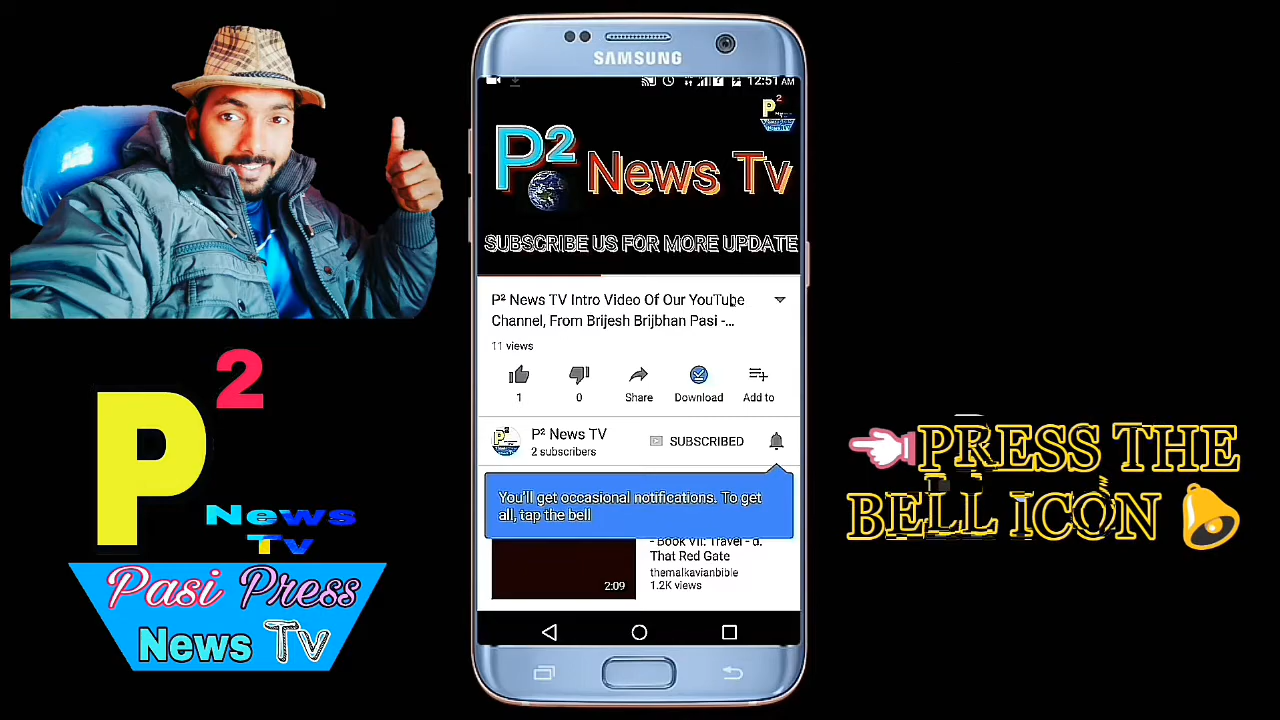 P²
News
Tv
Pasi Press
News Tv
SAMSUNG
12:51 AM
P²
P² News Tv
SUBSCRIBE US FOR MORE UPDATE
P² News TV Intro Video Of Our YouTube
Channel, From Brijesh Brijbhan Pasi -...
11 views
1
0
Share
Download
Add to
P² News TV
2 subscribers
SUBSCRIBED
You'll get occasional notifications. To get
all, tap the bell
- Book VII: Travel - d.
That Red Gate
themalkavianbible
1.2K views
2:09
PRESS THE
BELL ICON